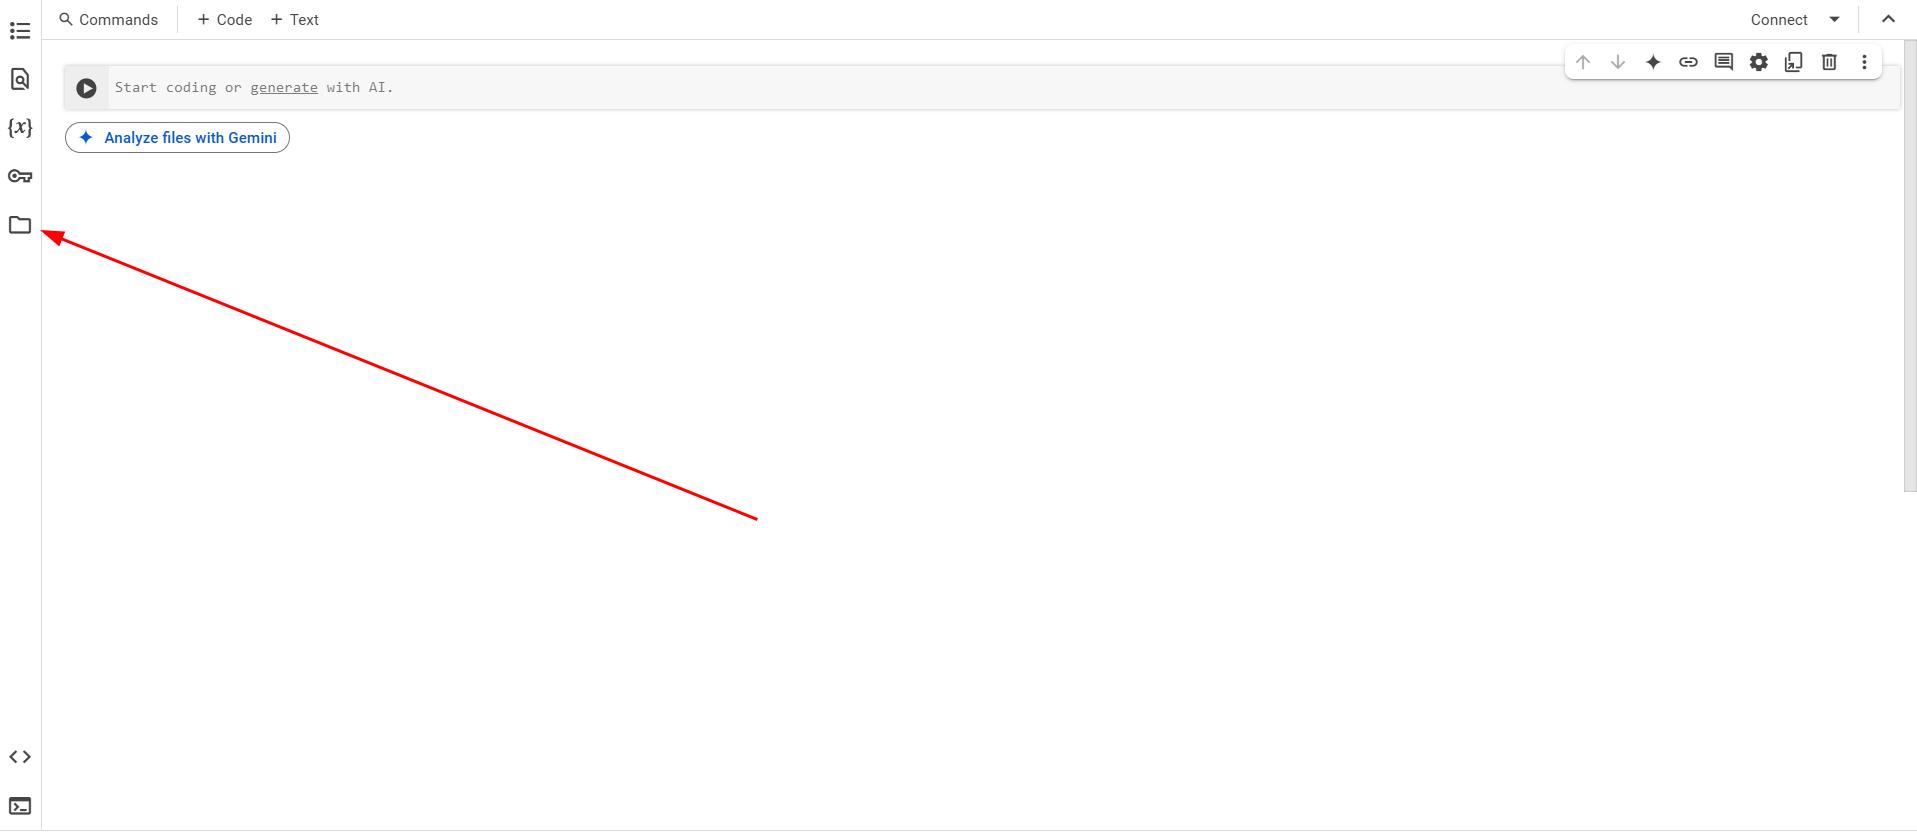 Commands + Code + Text Connect
Start coding or generate with AI.
Analyze files with Gemini
{x}